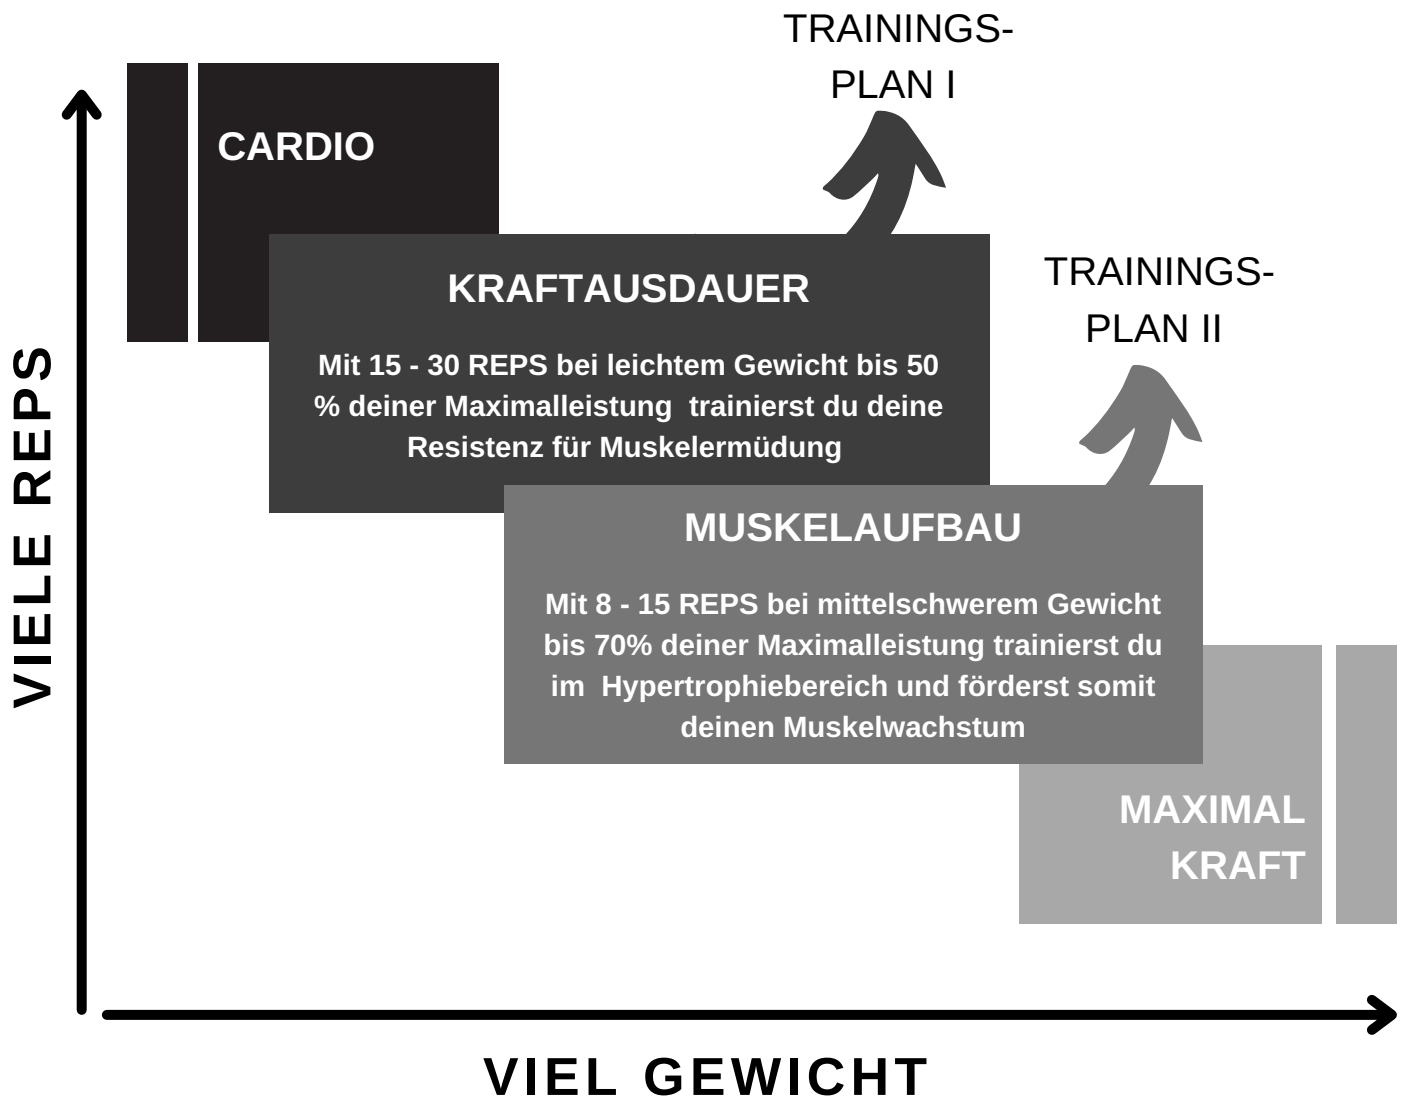 TRAININGS-
PLAN I
CARDIO
TRAININGS-
PLAN II
KRAFTAUSDAUER
Mit 15 - 30 REPS bei leichtem Gewicht bis 50
% deiner Maximalleistung  trainierst du deine
Resistenz für Muskelermüdung
VIELE REPS
MUSKELAUFBAU
Mit 8 - 15 REPS bei mittelschwerem Gewicht
bis 70% deiner Maximalleistung trainierst du
im  Hypertrophiebereich und förderst somit
deinen Muskelwachstum
MAXIMAL
KRAFT
VIEL GEWICHT